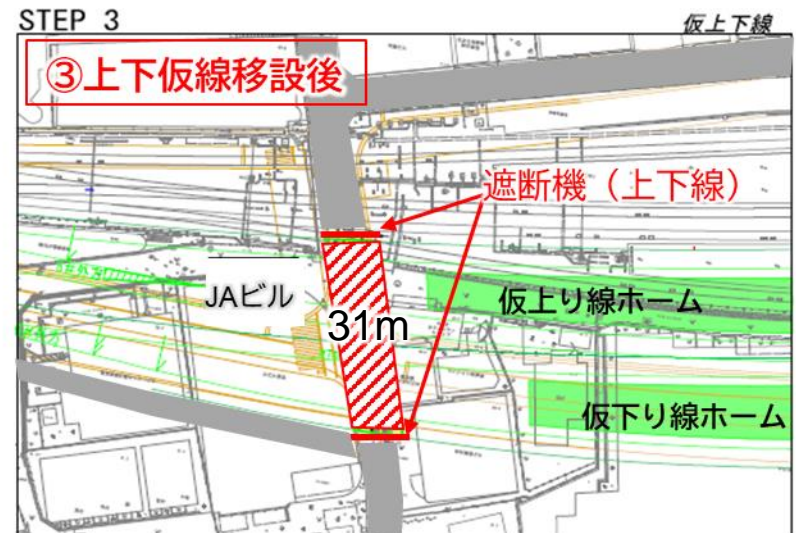 STEP 3
仮上下線
③上下仮線移設後
遮断機（上下線）
JAビル
仮上り線ホーム
31m
仮下り線ホーム